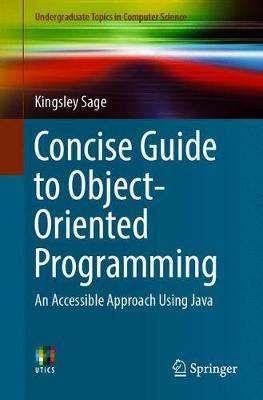 Undergraduate Topics in Computer Science
Kingsley Sage
Concise Guide
to Object-
Oriented
Programming
An Accessible Approach Using Java
UTiCS
Springer